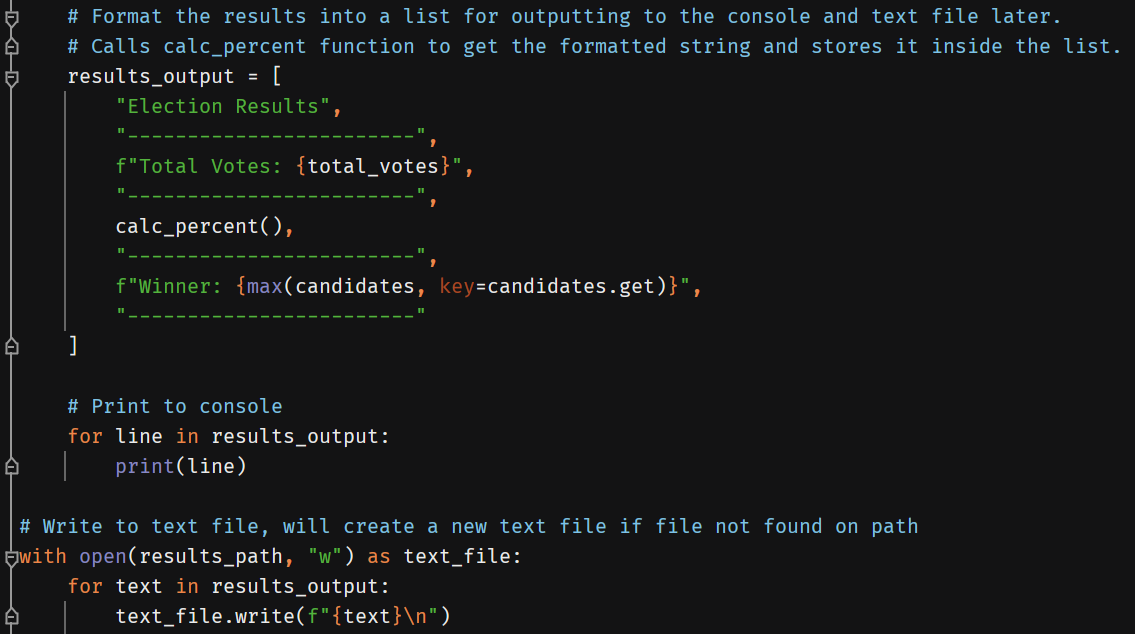 # Format the results into a list for outputting to the console and text file later.
# Calls calc_percent function to get the formatted string and stores it inside the list.
results_output = [
"Election Results",
"------------------------",
f"Total Votes: {total_votes}",
"------------------------",
calc_percent(),
"------------------------",
f"Winner: {max(candidates, key=candidates.get)}",
"------------------------"
]
# Print to console
for line in results_output:
print(line)
# Write to text file, will create a new text file if file not found on path
with open(results_path, "w") as text_file:
for text in results_output:
text_file.write(f"{text}\n")